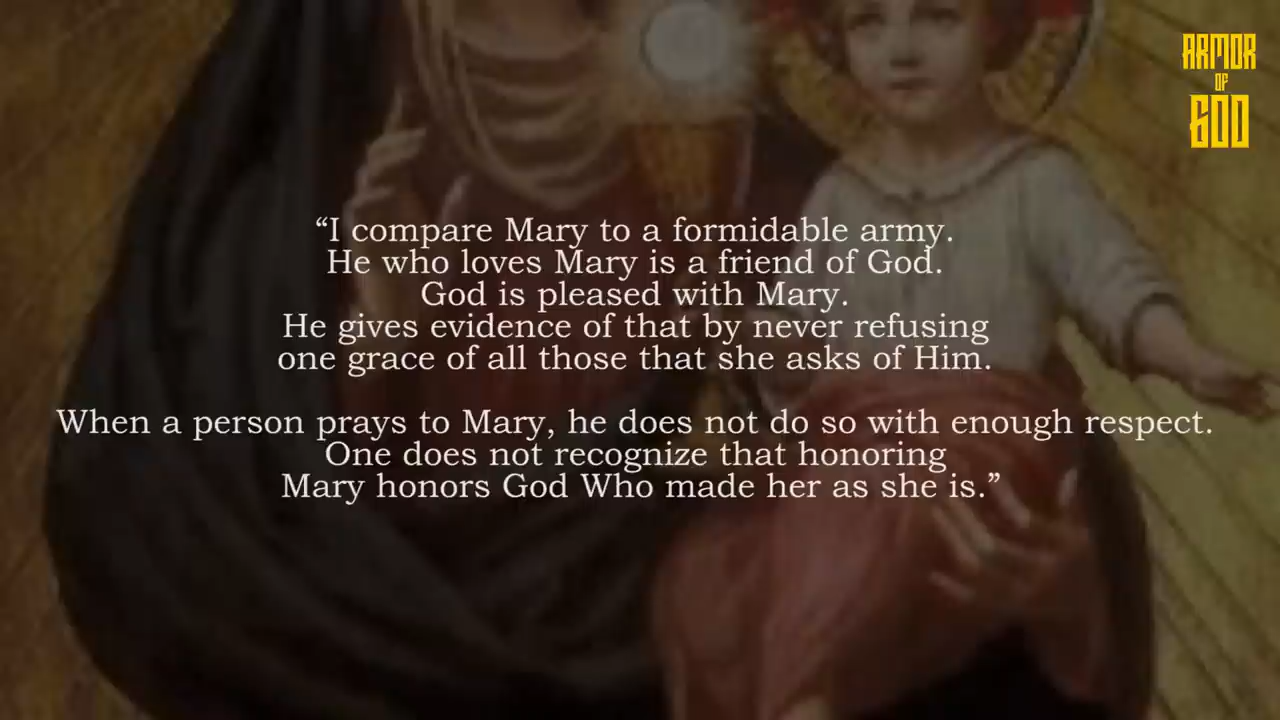 ARMOR
OF
GOD
“I compare Mary to a formidable army.
He who loves Mary is a friend of God.
God is pleased with Mary.
He gives evidence of that by never refusing
one grace of all those that she asks of Him.
When a person prays to Mary, he does not do so with enough respect.
One does not recognize that honoring
Mary honors God Who made her as she is.”